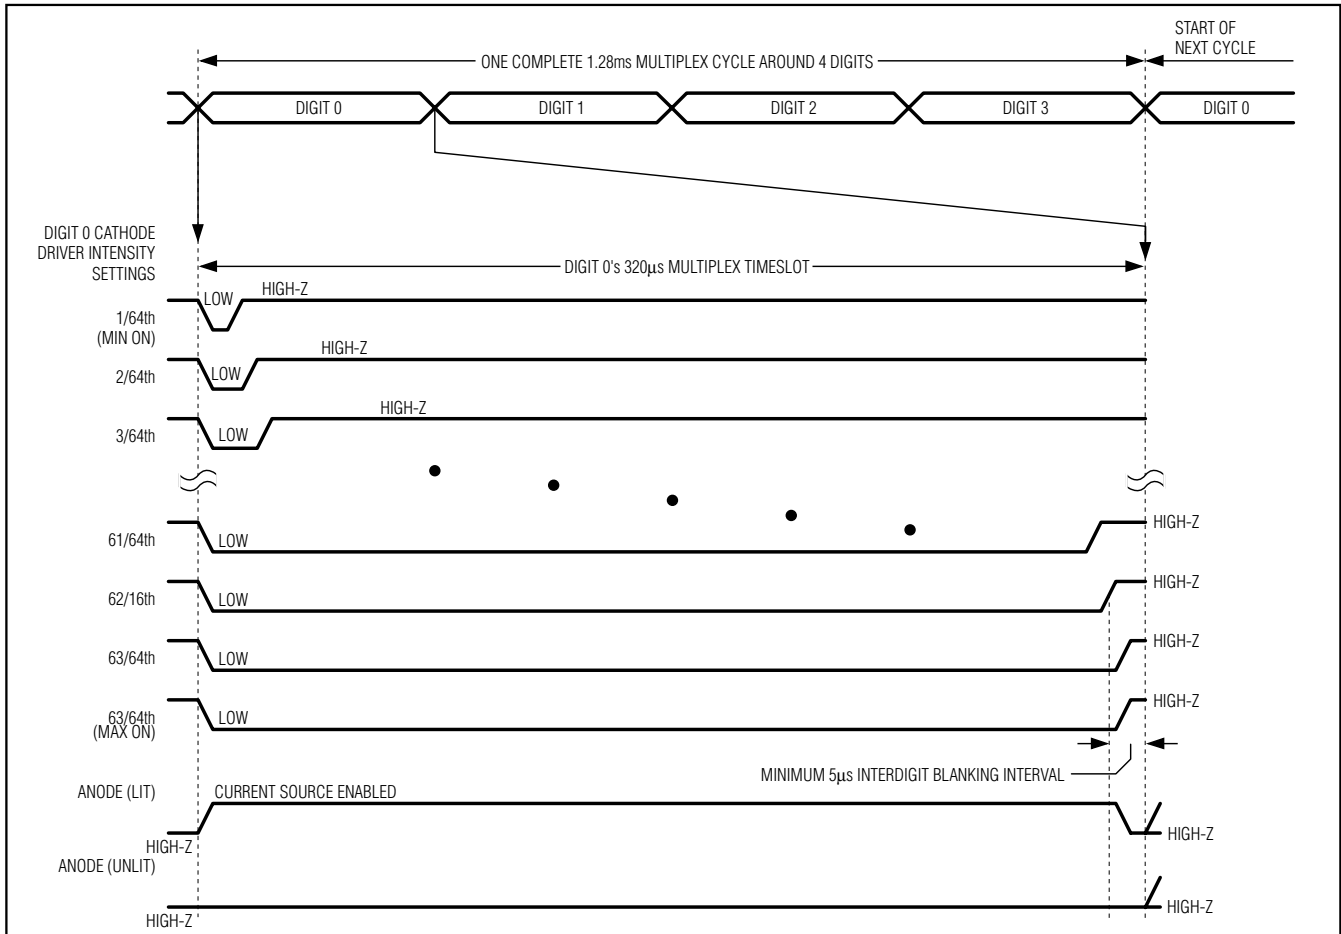 START OF
NEXT CYCLE
ONE COMPLETE 1.28ms MULTIPLEX CYCLE AROUND 4 DIGITS
DIGIT 0
DIGIT 1
DIGIT 2
DIGIT 3
DIGIT 0
DIGIT 0 CATHODE
DRIVER INTENSITY
SETTINGS
DIGIT 0's 320µs MULTIPLEX TIMESLOT
LOW
HIGH-Z
1/64th
(MIN ON)
HIGH-Z
2/64th
LOW
HIGH-Z
3/64th
LOW
61/64th
LOW
HIGH-Z
62/16th
LOW
HIGH-Z
63/64th
LOW
HIGH-Z
63/64th
(MAX ON)
LOW
HIGH-Z
MINIMUM 5µs INTERDIGIT BLANKING INTERVAL
ANODE (LIT)
CURRENT SOURCE ENABLED
HIGH-Z
HIGH-Z
ANODE (UNLIT)
HIGH-Z
HIGH-Z